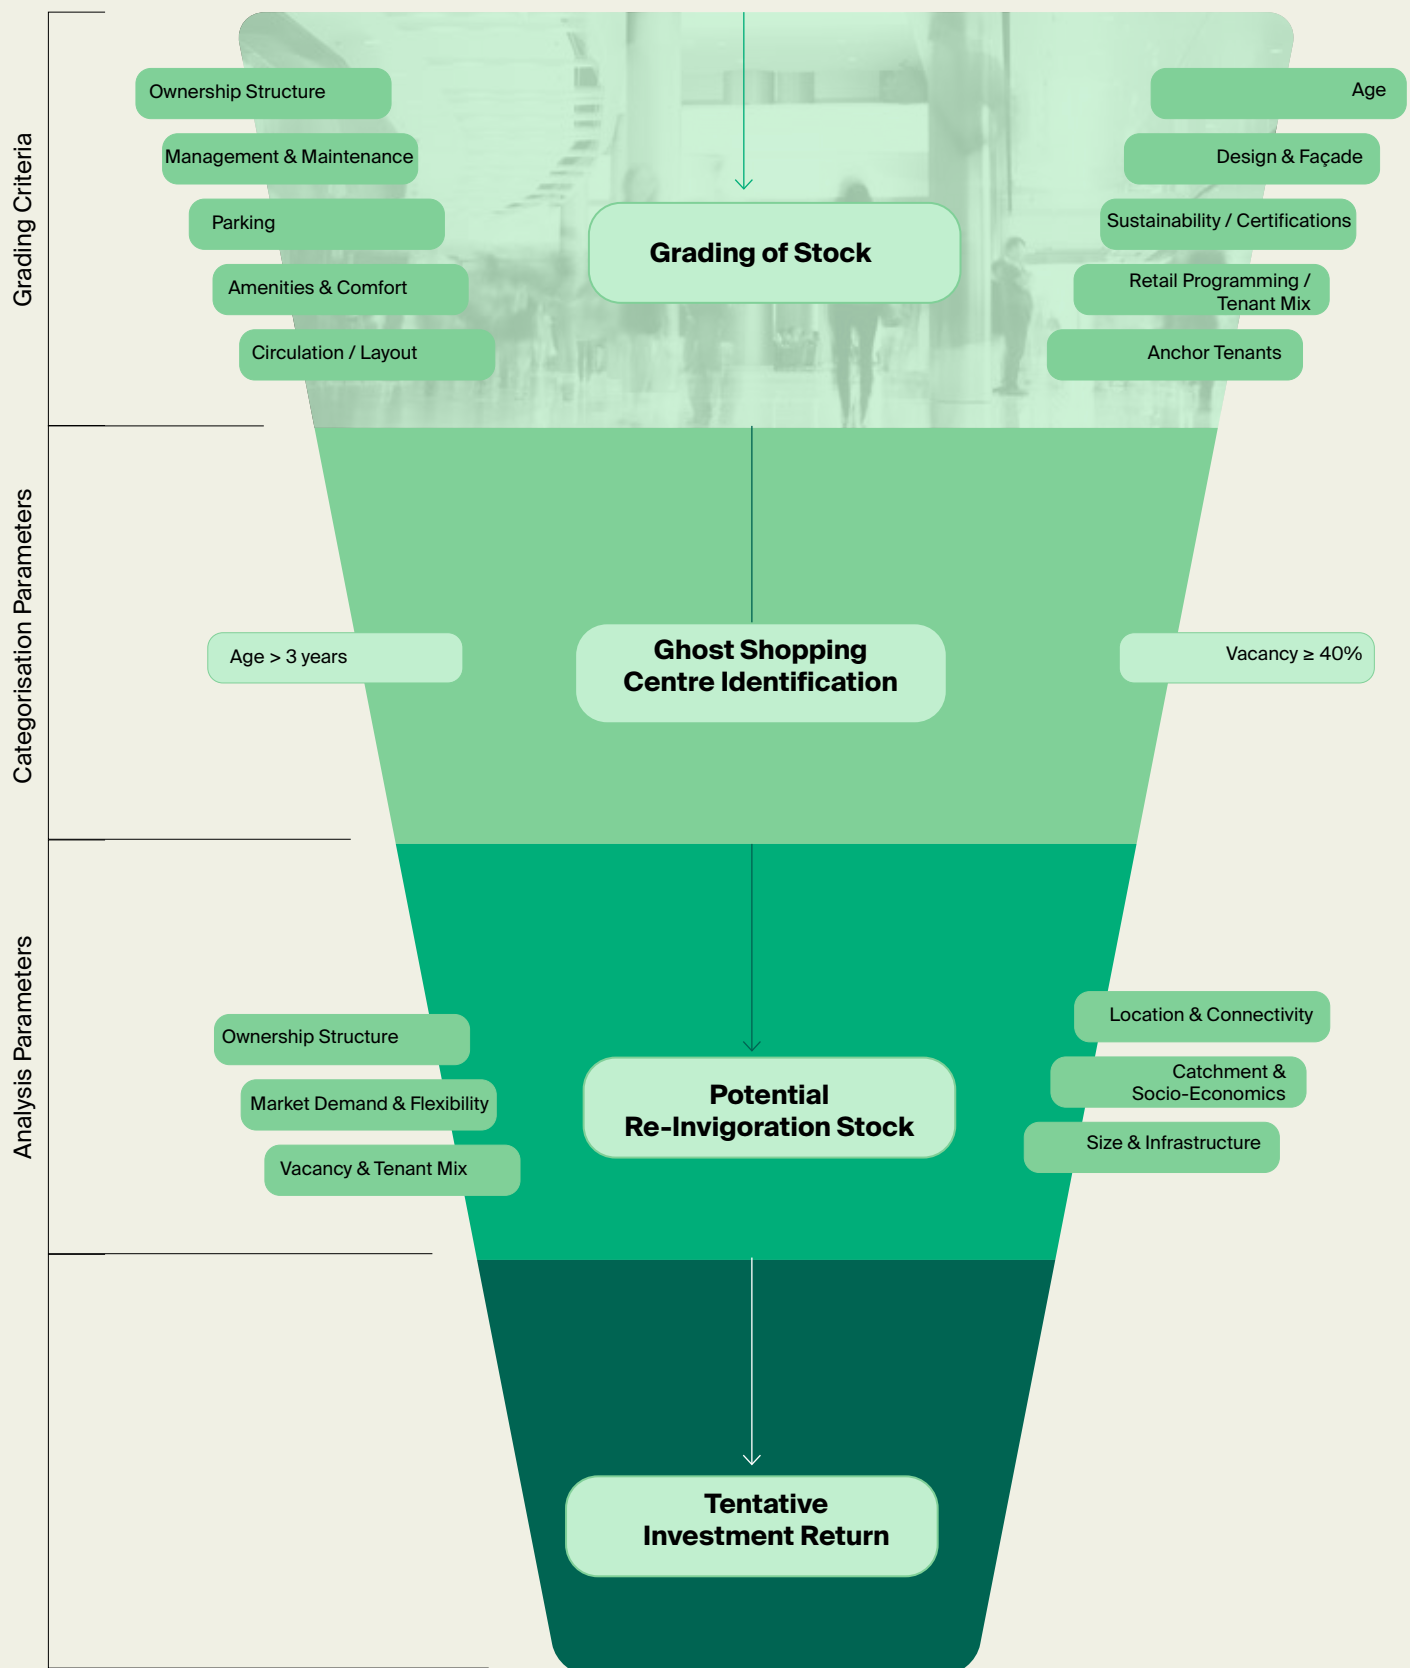 Grading Criteria
Ownership Structure
Management & Maintenance
Parking
Amenities & Comfort
Circulation / Layout
Grading of Stock
Age
Design & Façade
Sustainability / Certifications
Retail Programming /
Tenant Mix
Anchor Tenants
Categorisation Parameters
Age > 3 years
Ghost Shopping
Centre Identification
Vacancy ≥ 40%
Analysis Parameters
Ownership Structure
Market Demand & Flexibility
Vacancy & Tenant Mix
Potential
Re-Invigoration Stock
Location & Connectivity
Catchment &
Socio-Economics
Size & Infrastructure
Tentative
Investment Return